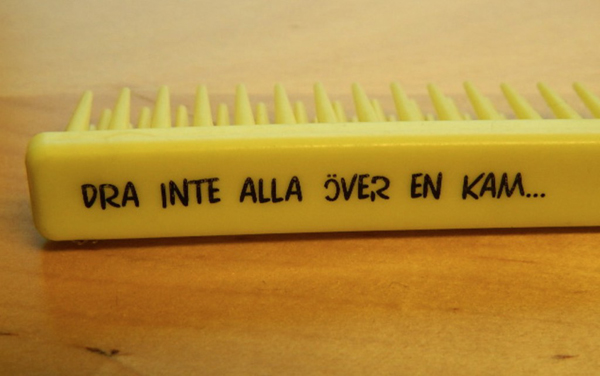 DRA INTE ALLA ÖVER EN KAM...